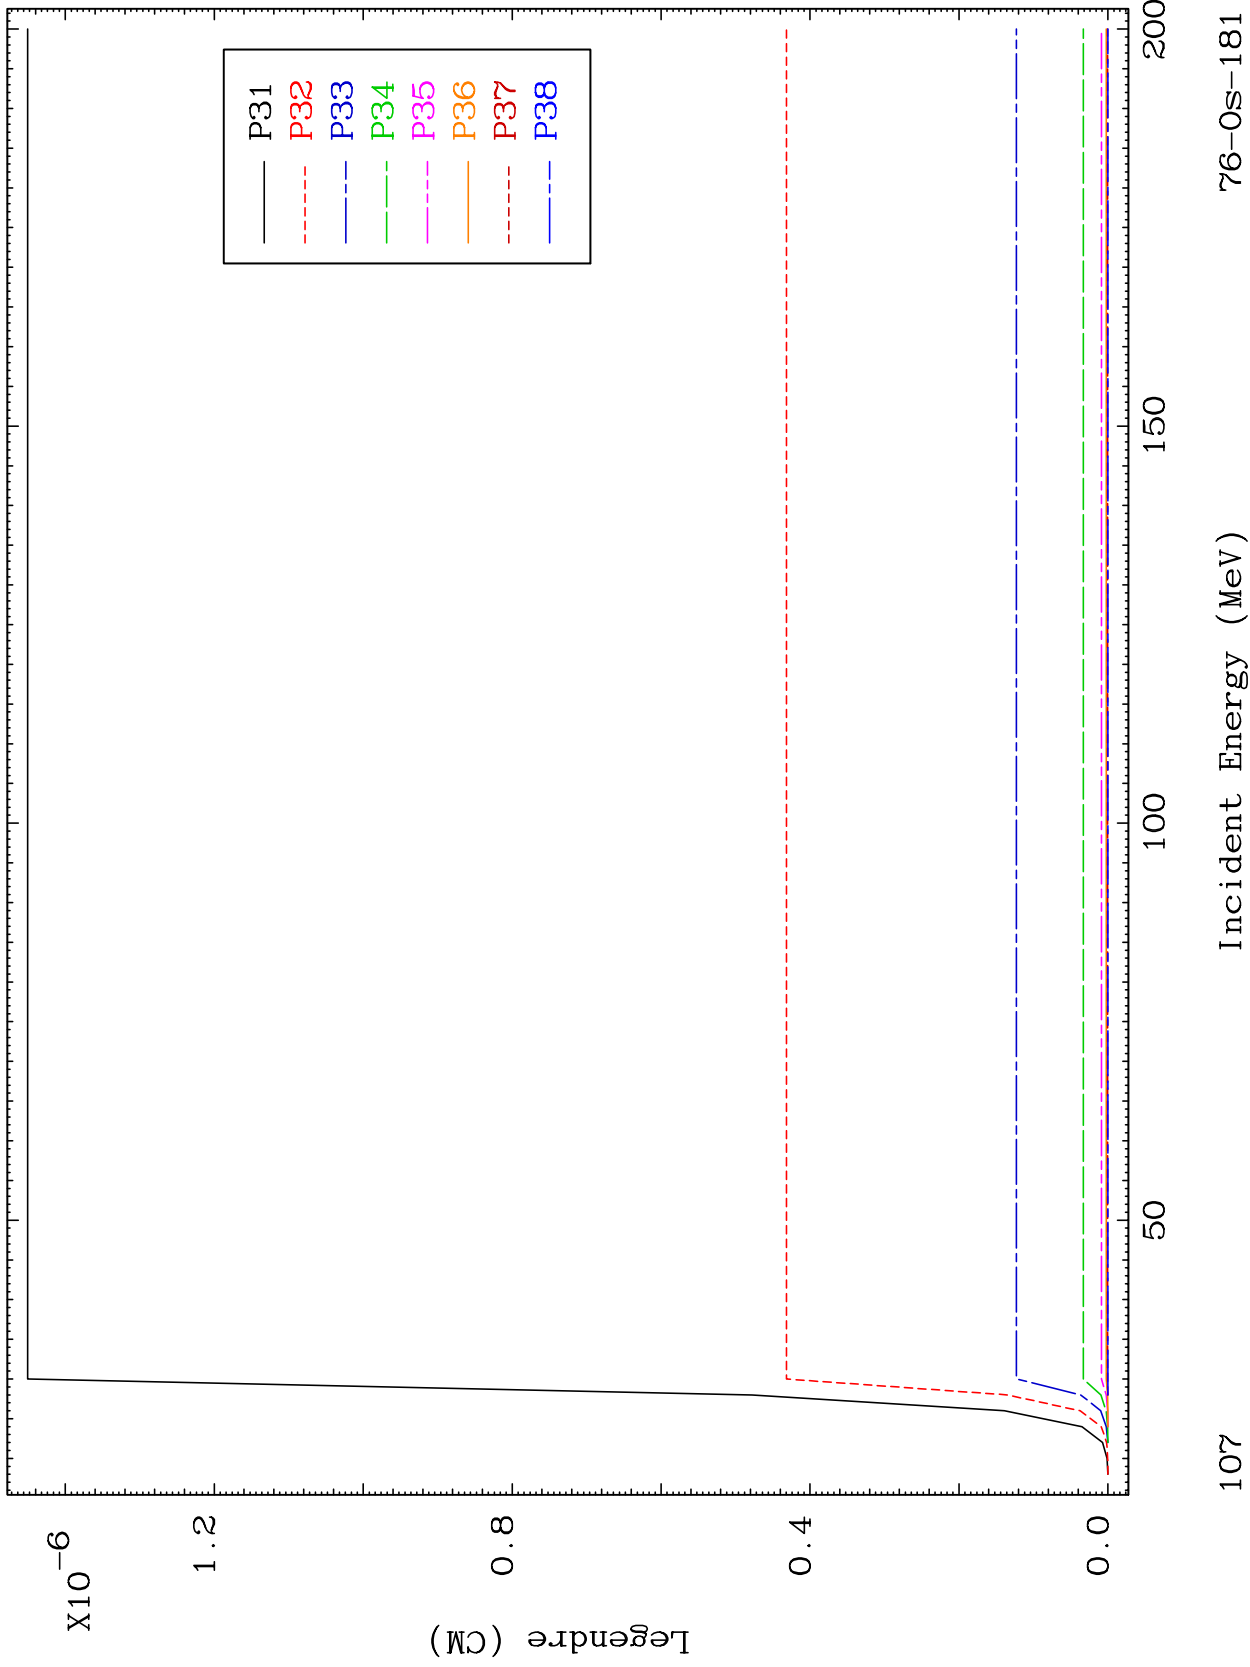 X10-6
1.2
0.8
0.4
0.0
Legendre (CM)
P31
P32
P33
P34
P35
P36
P37
P38
50
100
150
200
Incident Energy (MeV)
107
76-Os-181